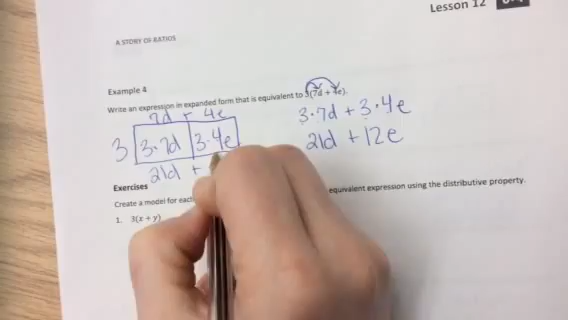 Lesson 12
A STORY OF RATIOS
Example 4
Write an expression in expanded form that is equivalent to 3(7d + 4e).
7d + 4e
3 3·7d 3·4e
21d +
3·7d + 3·4e
21d + 12e
Exercises
Create a model for each equivalent expression using the distributive property.
1. 3(x + y)